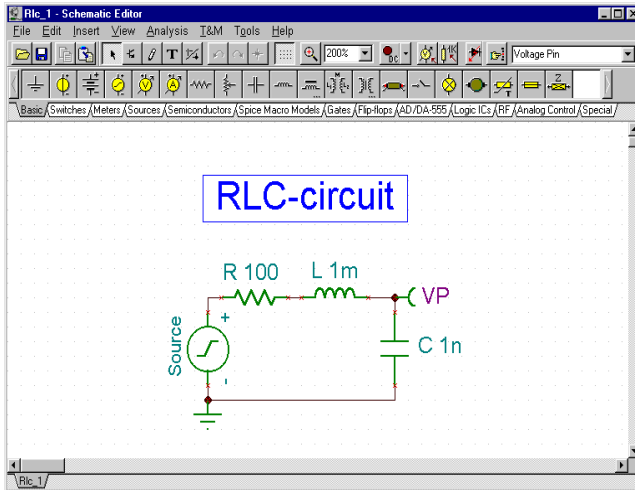 Rlc_1 - Schematic Editor
File Edit Insert View Analysis T&M Tools Help
T 200% DC 1K Voltage Pin
V A M Z
Basic Switches Meters Sources Semiconductors Spice Macro Models Gates Flip-flops AD/DA-555 Logic ICs RF Analog Control Special
RLC-circuit
R 100 L 1m VP
Source + - C 1n
Rlc_1